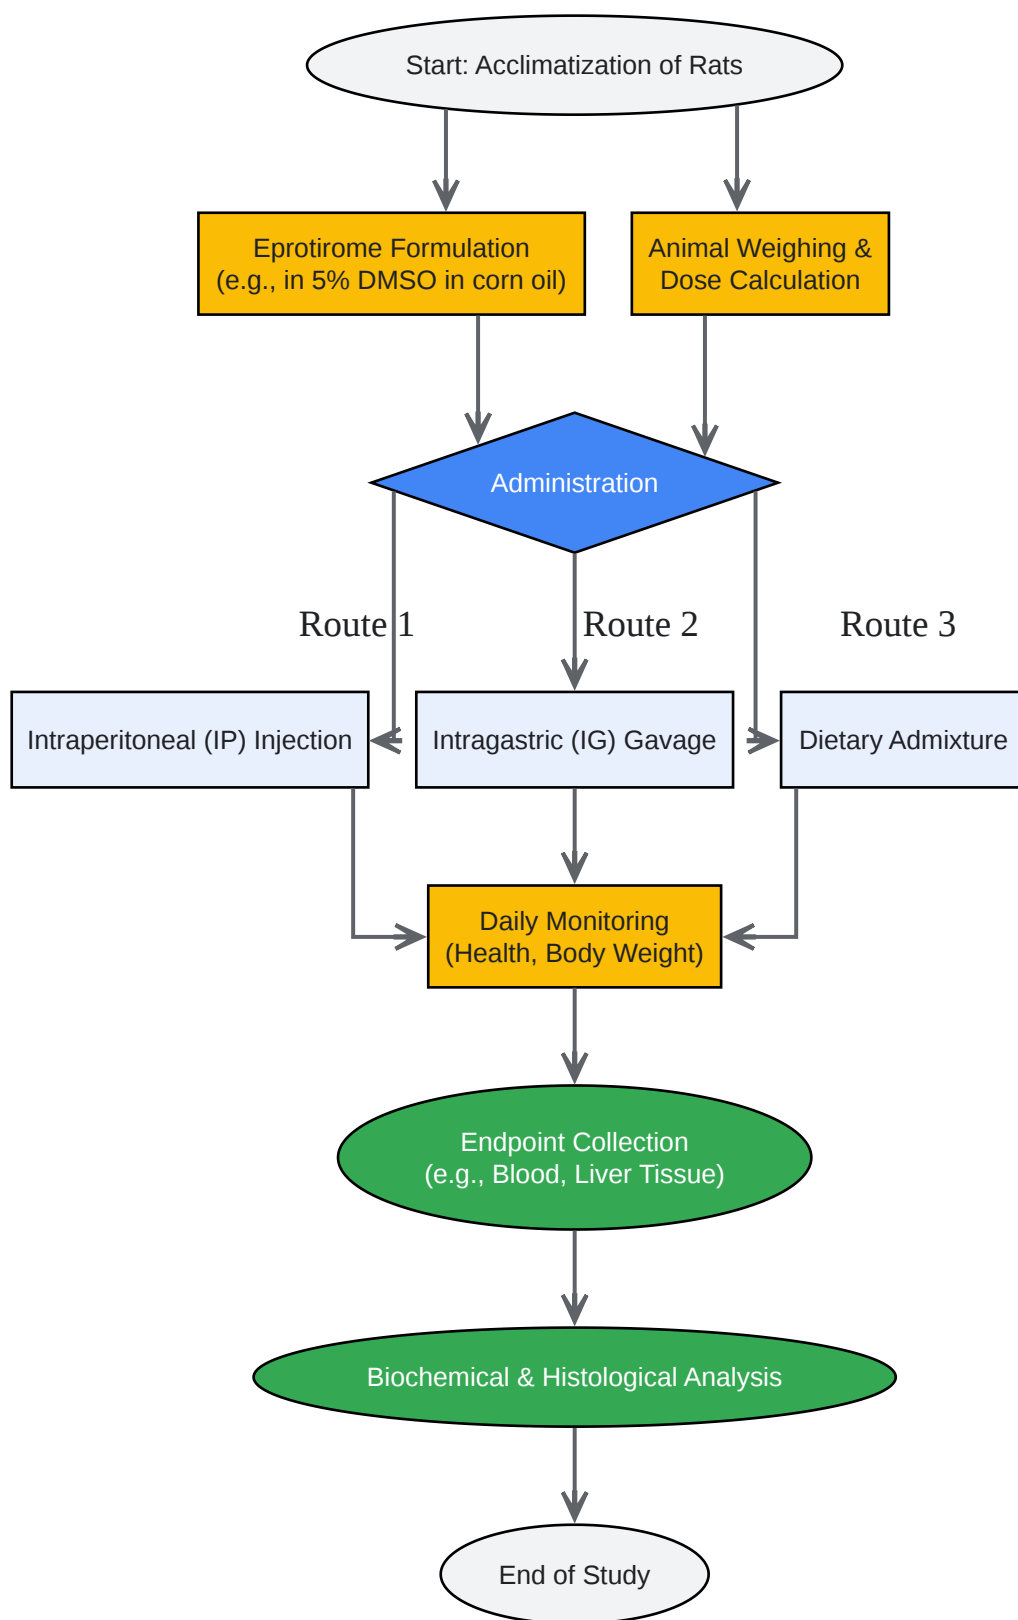 Start: Acclimatization of Rats
Eprotirome Formulation
(e.g., in 5% DMSO in corn oil)
Animal Weighing &
Dose Calculation
Administration
Route 1
Route 2
Route 3
Intraperitoneal (IP) Injection
Intragastric (IG) Gavage
Dietary Admixture
Daily Monitoring
(Health, Body Weight)
Endpoint Collection
(e.g., Blood, Liver Tissue)
Biochemical & Histological Analysis
End of Study